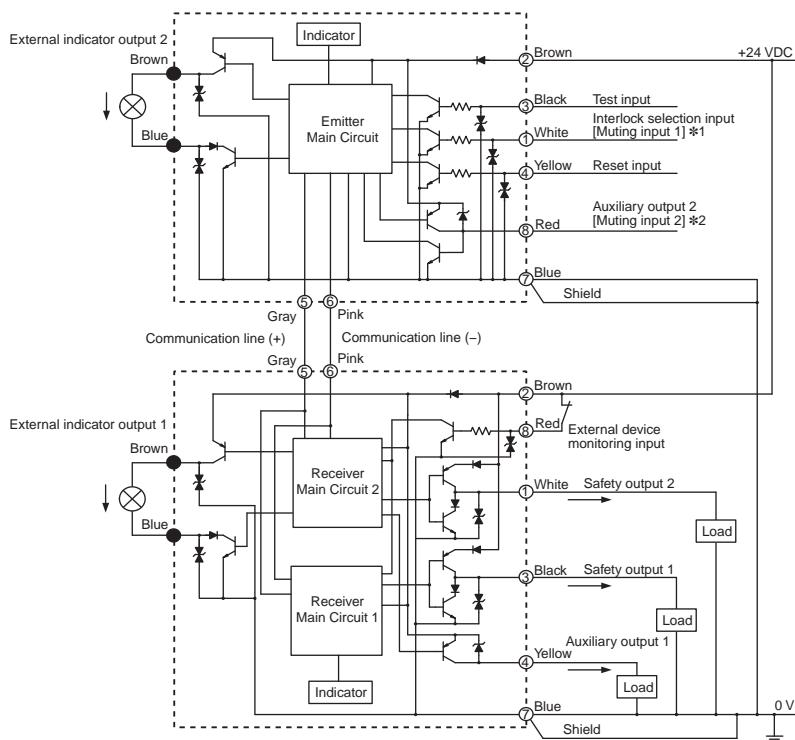 External indicator output 2
Brown
Blue
Indicator
Emitter
Main Circuit
2
Brown
+24 VDC
3
Black
Test input
1
White
Interlock selection input
[Muting input 1] ✻1
4
Yellow
Reset input
8
Red
Auxiliary output 2
[Muting input 2] ✻2
7
Blue
Shield
5
6
Gray
Pink
Communication line (+)
Communication line (−)
Gray
Pink
5
6
External indicator output 1
Brown
Blue
Receiver
Main Circuit 2
Receiver
Main Circuit 1
Indicator
2
Brown
8
Red
External device
monitoring input
1
White
Safety output 2
Load
3
Black
Safety output 1
Load
4
Yellow
Auxiliary output 1
Load
7
Blue
0 V
Shield